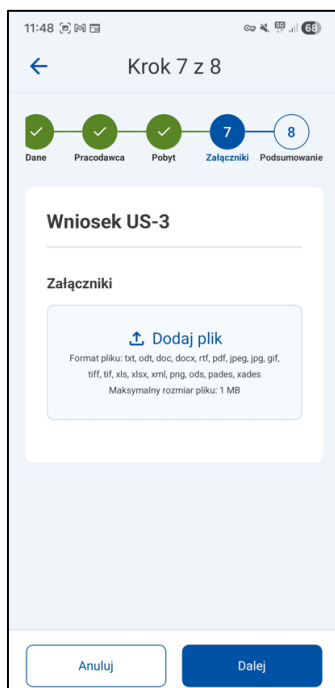 11:48
5G 68
Krok 7 z 8
7 8
Dane Pracodawca Pobyt Załączniki Podsumowanie
Wniosek US-3
Załączniki
Dodaj plik
Format pliku: txt, odt, doc, docx, rtf, pdf, jpeg, jpg, gif,
tiff, tif, xls, xlsx, xml, png, ods, pades, xades
Maksymalny rozmiar pliku: 1 MB
Anuluj Dalej